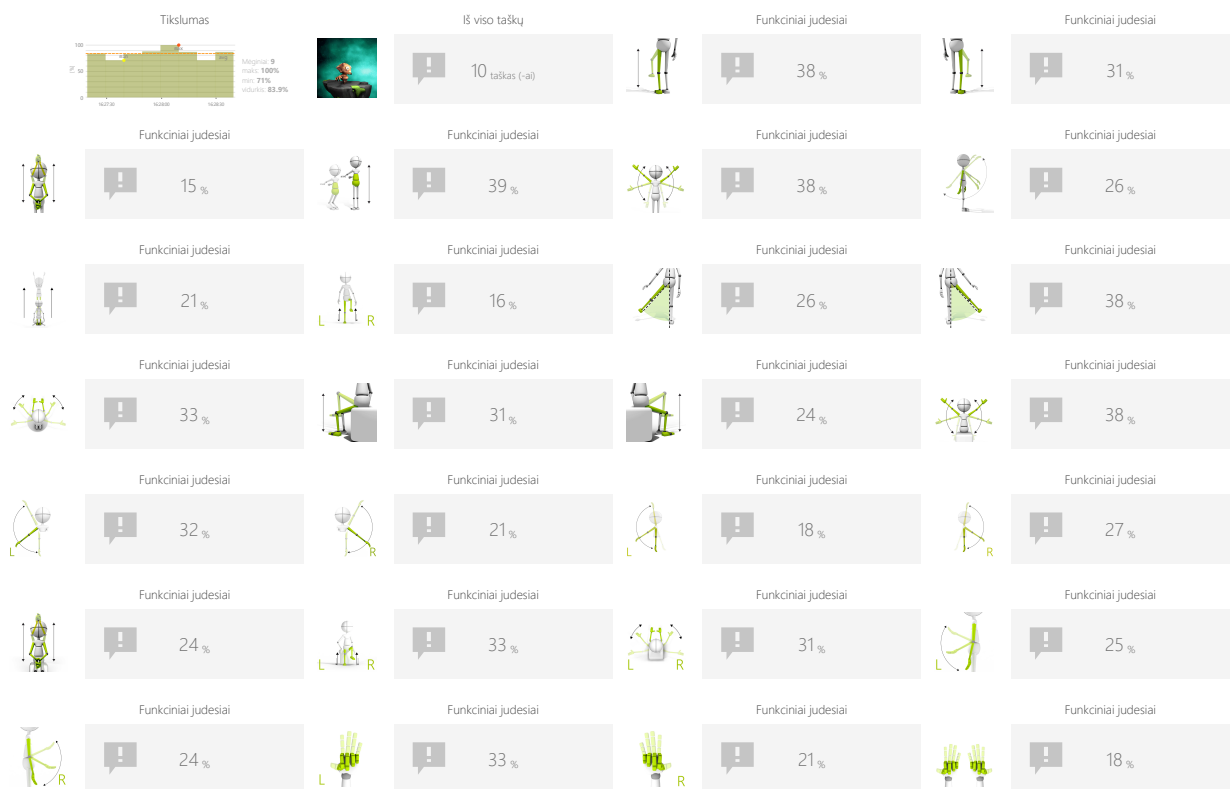 Tikslumas
Iš viso taškų
Funkciniai judesiai
Funkciniai judesiai
100
50
0
(%)
max
avg
162730
162800
162830
Mėginiai: 9
maks: 100%
min: 71%
vidurkis: 83.9%
10 taškas (-ai)
38 %
31 %
Funkciniai judesiai
Funkciniai judesiai
Funkciniai judesiai
Funkciniai judesiai
15 %
39 %
38 %
26 %
Funkciniai judesiai
Funkciniai judesiai
Funkciniai judesiai
Funkciniai judesiai
21 %
L R
16 %
26 %
38 %
Funkciniai judesiai
Funkciniai judesiai
Funkciniai judesiai
Funkciniai judesiai
33 %
31 %
24 %
38 %
Funkciniai judesiai
Funkciniai judesiai
Funkciniai judesiai
Funkciniai judesiai
L
32 %
R
21 %
L
18 %
R
27 %
Funkciniai judesiai
Funkciniai judesiai
Funkciniai judesiai
Funkciniai judesiai
24 %
L R
33 %
L R
31 %
L
25 %
Funkciniai judesiai
Funkciniai judesiai
Funkciniai judesiai
Funkciniai judesiai
R
24 %
L
33 %
R
21 %
18 %